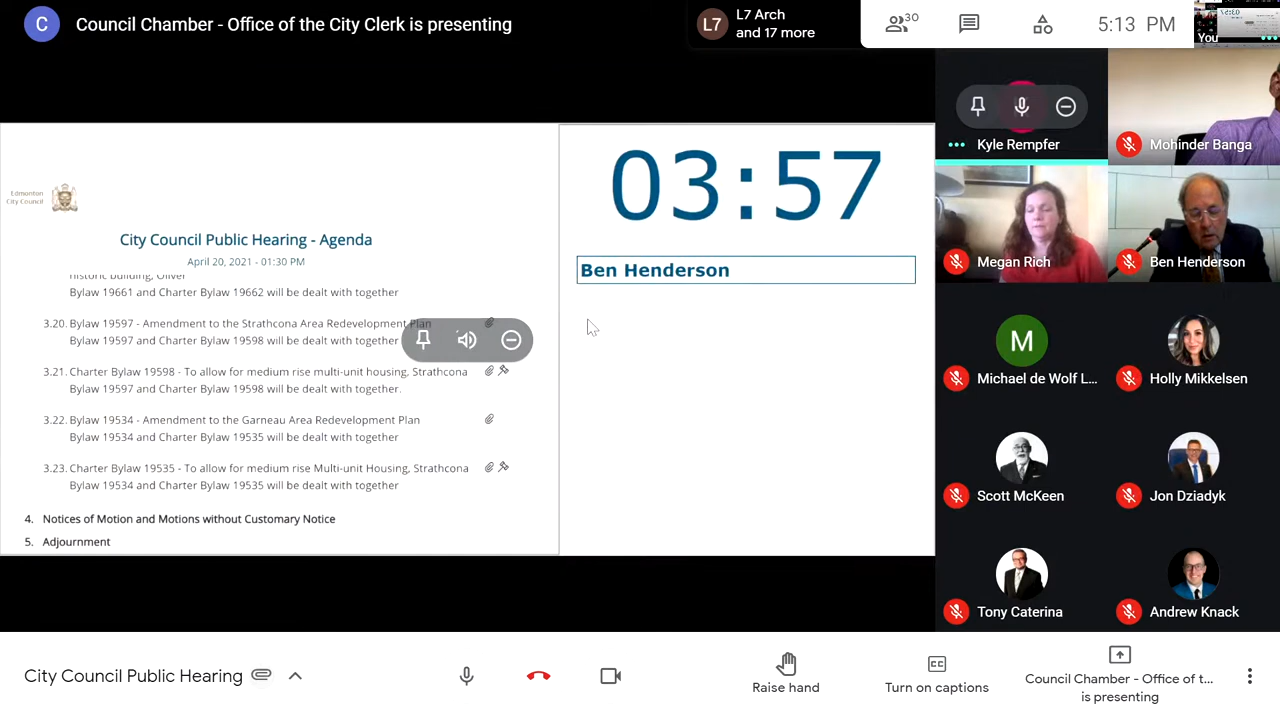 C
Council Chamber - Office of the City Clerk is presenting
L7
L7 Arch
and 17 more
30
5:13 PM
You
Edmonton
City Council
City Council Public Hearing - Agenda
April 20, 2021 - 01:30 PM
historic building, Oliver
Bylaw 19661 and Charter Bylaw 19662 will be dealt with together
3.20. Bylaw 19597 - Amendment to the Strathcona Area Redevelopment Plan
Bylaw 19597 and Charter Bylaw 19598 will be dealt with together
3.21. Charter Bylaw 19598 - To allow for medium rise multi-unit housing, Strathcona
Bylaw 19597 and Charter Bylaw 19598 will be dealt with together.
3.22. Bylaw 19534 - Amendment to the Garneau Area Redevelopment Plan
Bylaw 19534 and Charter Bylaw 19535 will be dealt with together
3.23. Charter Bylaw 19535 - To allow for medium rise Multi-unit Housing, Strathcona
Bylaw 19534 and Charter Bylaw 19535 will be dealt with together
4. Notices of Motion and Motions without Customary Notice
5. Adjournment
03:57
Ben Henderson
Kyle Rempfer
Mohinder Banga
Megan Rich
Ben Henderson
M
Michael de Wolf L...
Holly Mikkelsen
Scott McKeen
Jon Dziadyk
Tony Caterina
Andrew Knack
City Council Public Hearing
Raise hand
CC
Turn on captions
Council Chamber - Office of t...
is presenting